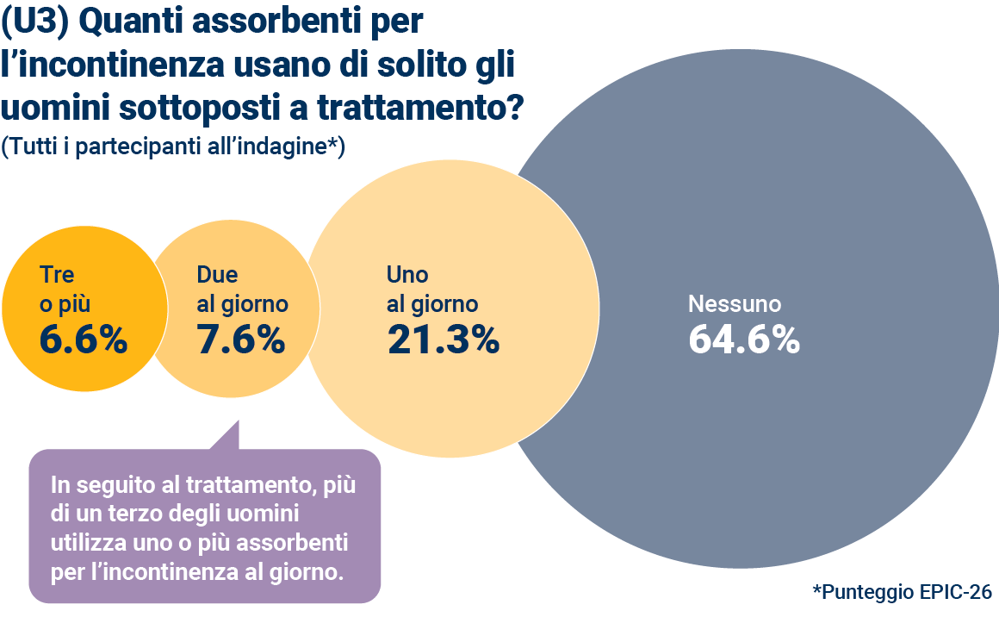 (U3) Quanti assorbenti per
l’incontinenza usano di solito gli
uomini sottoposti a trattamento?
(Tutti i partecipanti all’indagine*)
Tre
o più
6.6%
Due
al giorno
7.6%
Uno
al giorno
21.3%
Nessuno
64.6%
In seguito al trattamento, più
di un terzo degli uomini
utilizza uno o più assorbenti
per l’incontinenza al giorno.
*Punteggio EPIC-26